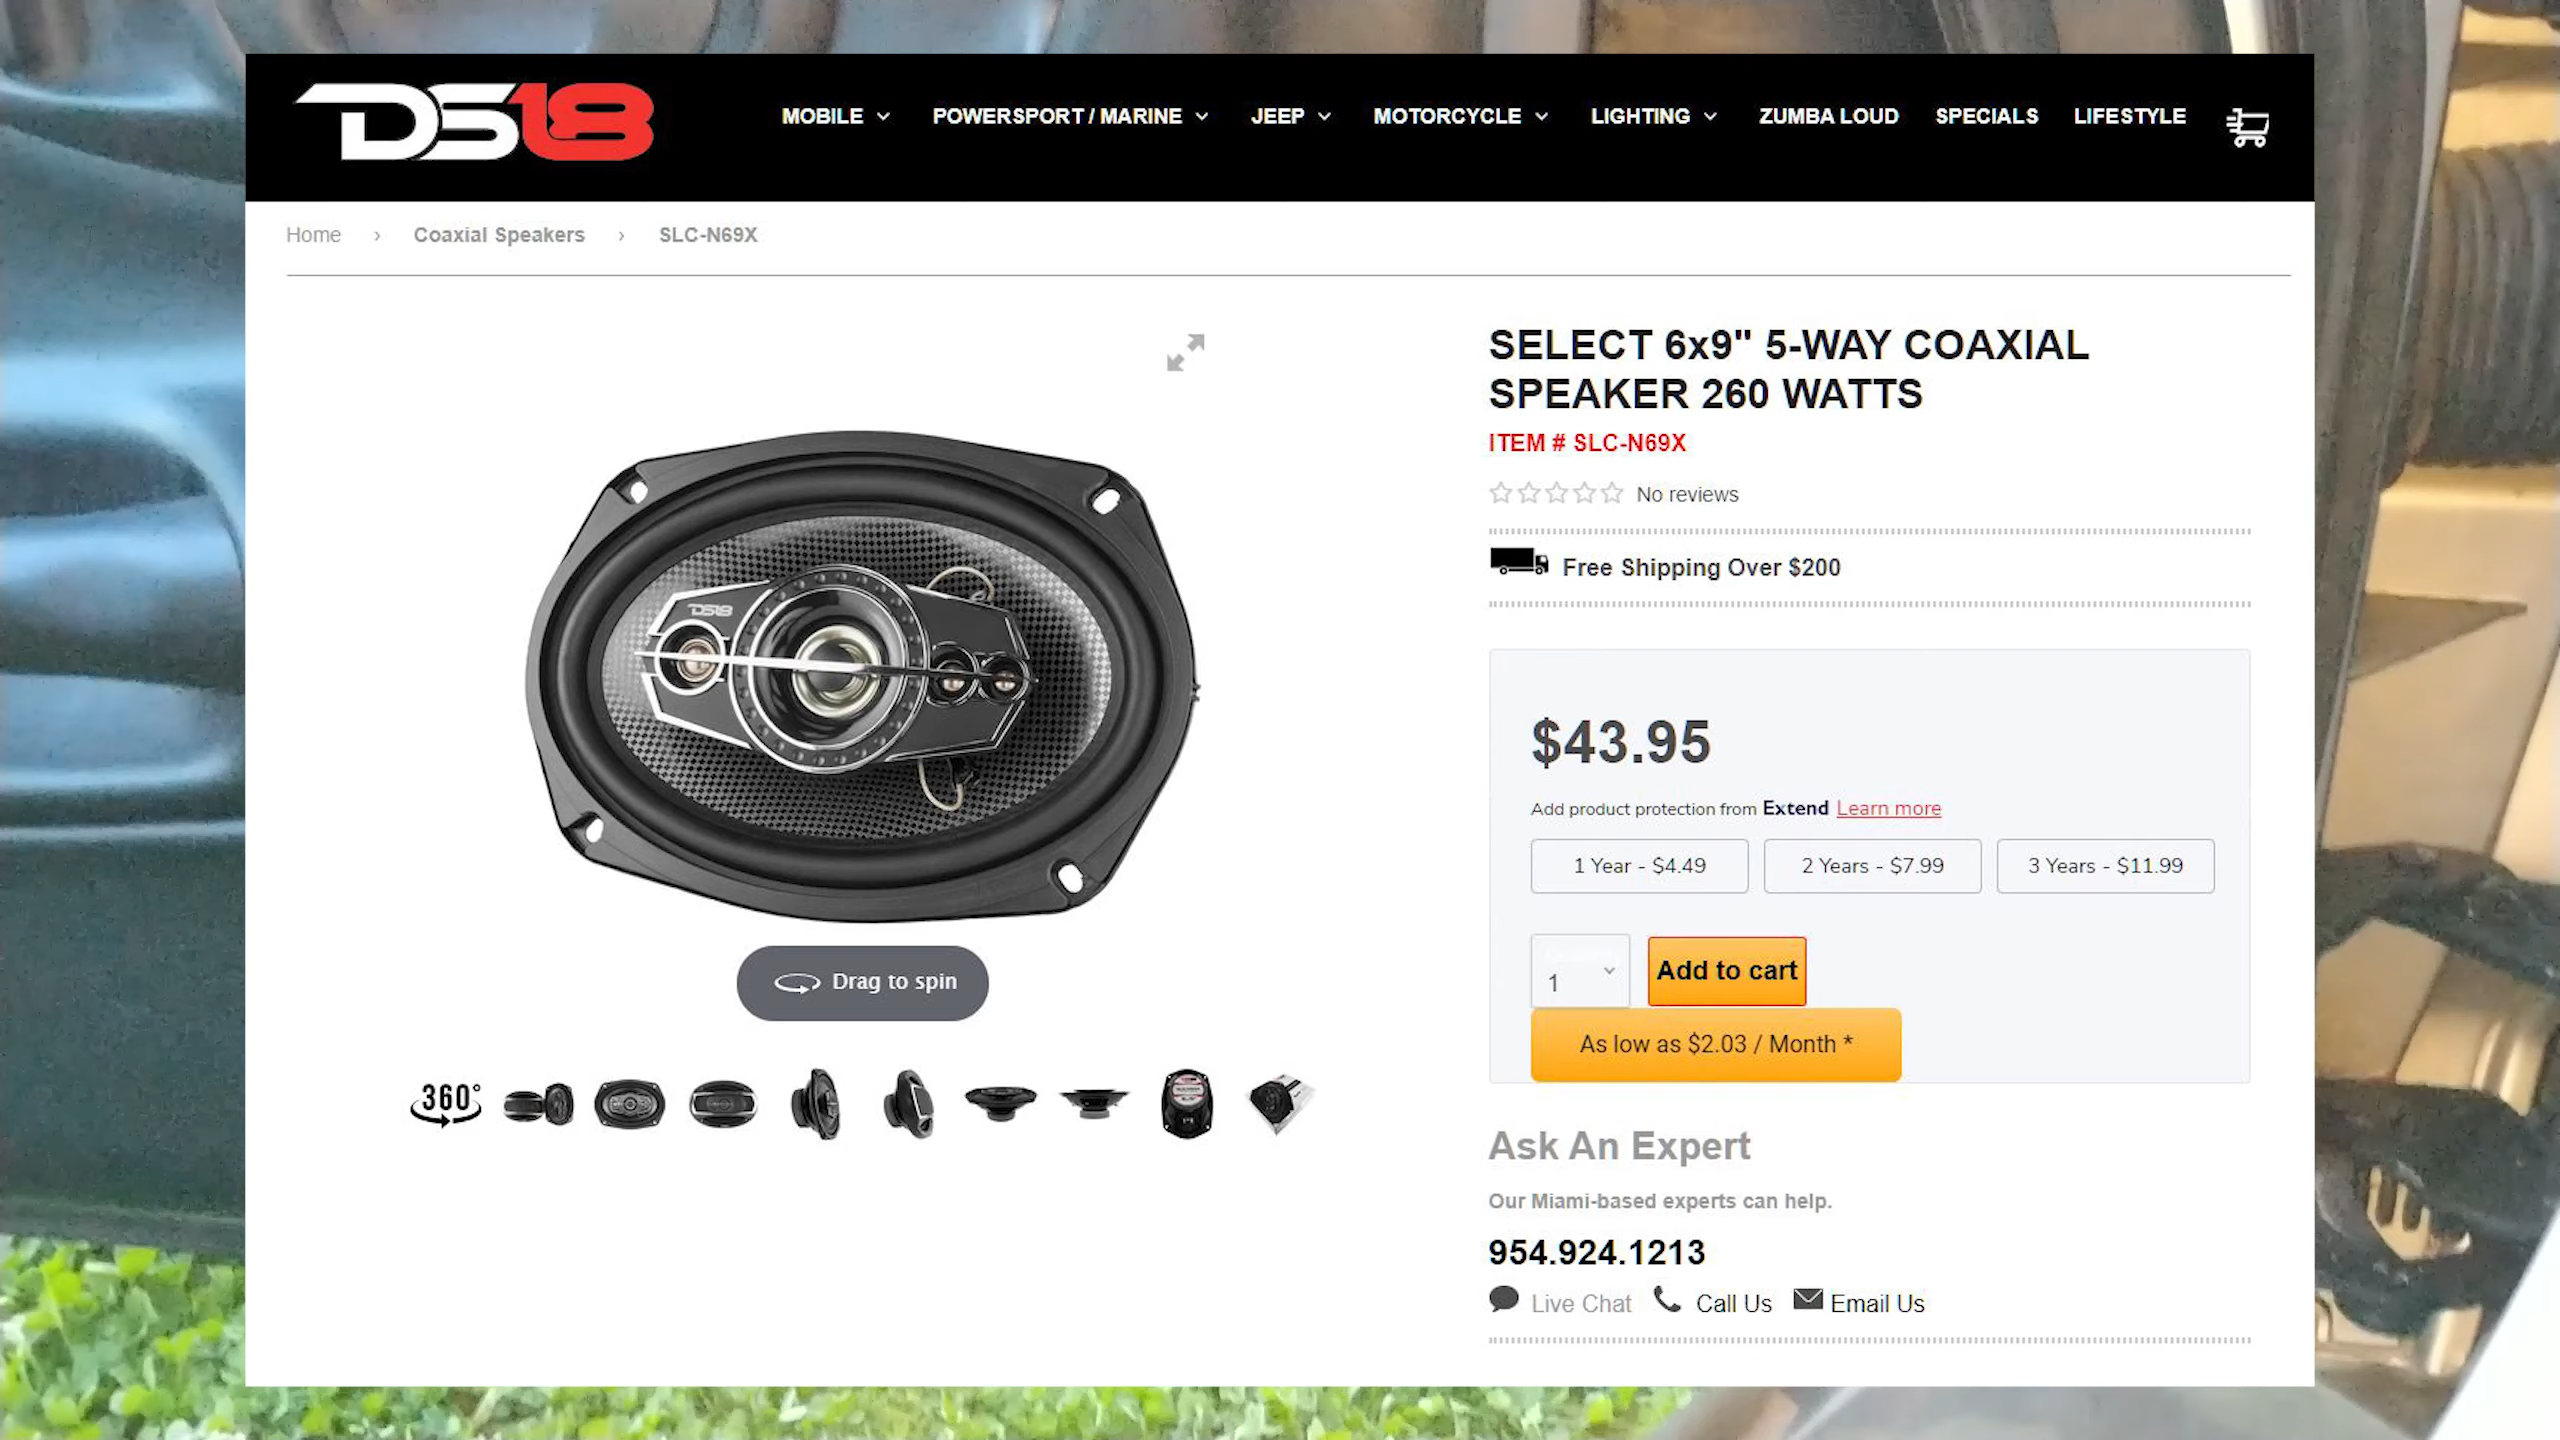 DS18
MOBILE POWERSPORT / MARINE JEEP MOTORCYCLE LIGHTING ZUMBA LOUD SPECIALS LIFESTYLE
Home › Coaxial Speakers › SLC-N69X
SELECT 6x9" 5-WAY COAXIAL
SPEAKER 260 WATTS
ITEM # SLC-N69X
No reviews
Free Shipping Over $200
DS18
$43.95
Add product protection from Extend Learn more
1 Year - $4.49 2 Years - $7.99 3 Years - $11.99
1 Add to cart
As low as $2.03 / Month *
Drag to spin
360°
Ask An Expert
Our Miami-based experts can help.
954.924.1213
Live Chat Call Us Email Us